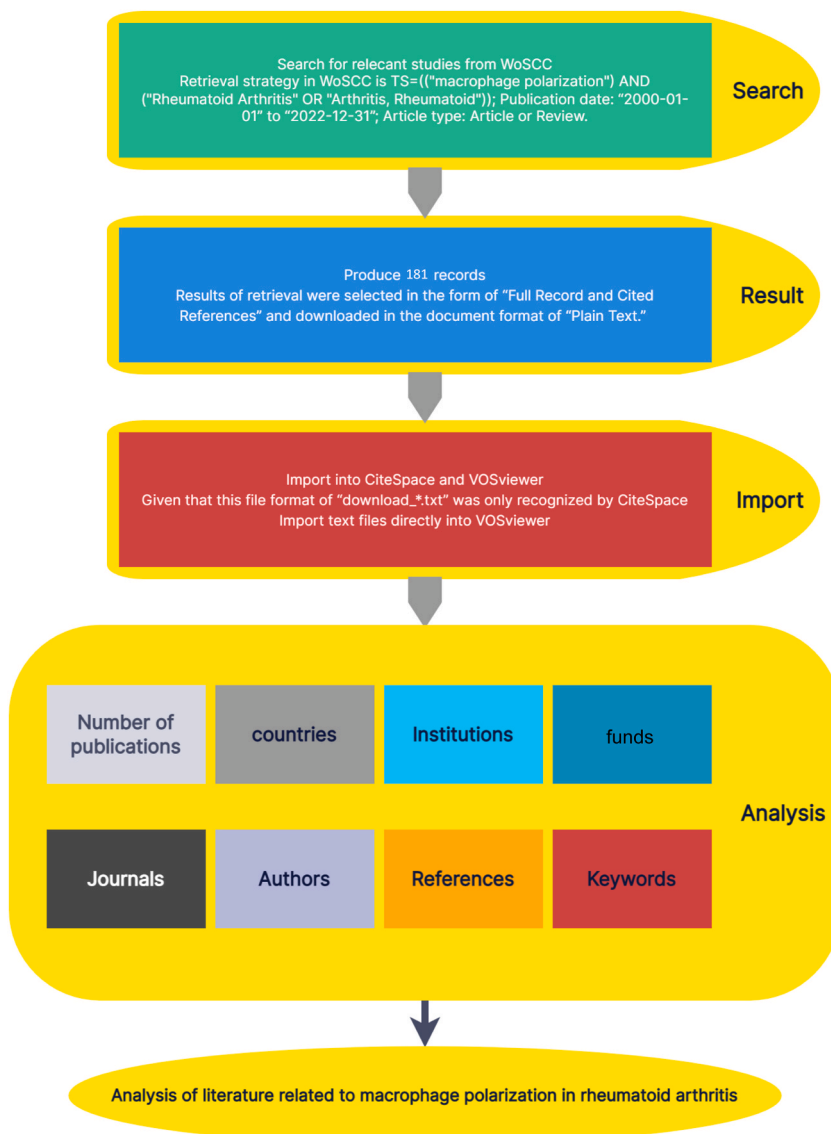 Search for relecant studies from WoSCC
Retrieval strategy in WoSCC is TS=(("macrophage polarization") AND
("Rheumatoid Arthritis" OR "Arthritis, Rheumatoid")); Publication date: “2000-01-
01” to “2022-12-31”; Article type: Article or Review.
Search
Produce 181 records
Results of retrieval were selected in the form of “Full Record and Cited
References” and downloaded in the document format of “Plain Text.”
Result
Import into CiteSpace and VOSviewer
Given that this file format of “download_*.txt” was only recognized by CiteSpace
Import text files directly into VOSviewer
Import
Number of
publications
countries
Institutions
funds
Analysis
Journals
Authors
References
Keywords
Analysis of literature related to macrophage polarization in rheumatoid arthritis